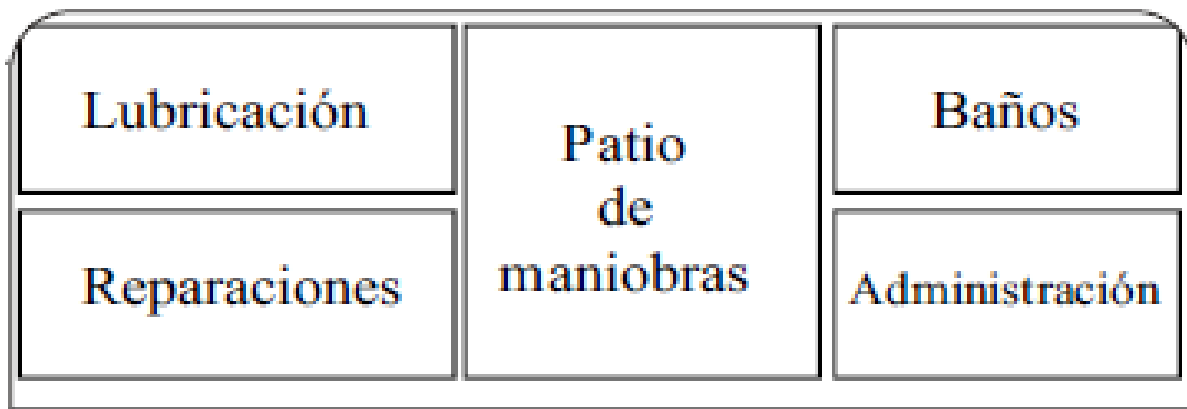 Lubricación
Reparaciones
Patio
de
maniobras
Baños
Administración